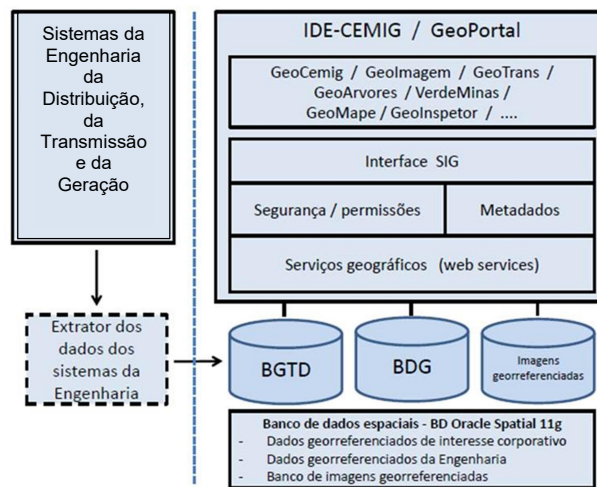 Sistemas da
Engenharia
da
Distribuição,
da
Transmissão
e da
Geração
Extrator dos
dados dos
sistemas da
Engenharia
IDE-CEMIG / GeoPortal
GeoCemig / GeoImagem / GeoTrans /
GeoArvores / VerdeMinas /
GeoMape / GeoInspetor / ....
Interface SIG
Segurança / permissões
Metadados
Serviços geográficos (web services)
BGTD
BDG
Imagens
georreferenciadas
Banco de dados espaciais - BD Oracle Spatial 11g
- Dados georreferenciados de interesse corporativo
- Dados georreferenciados da Engenharia
- Banco de imagens georreferenciadas